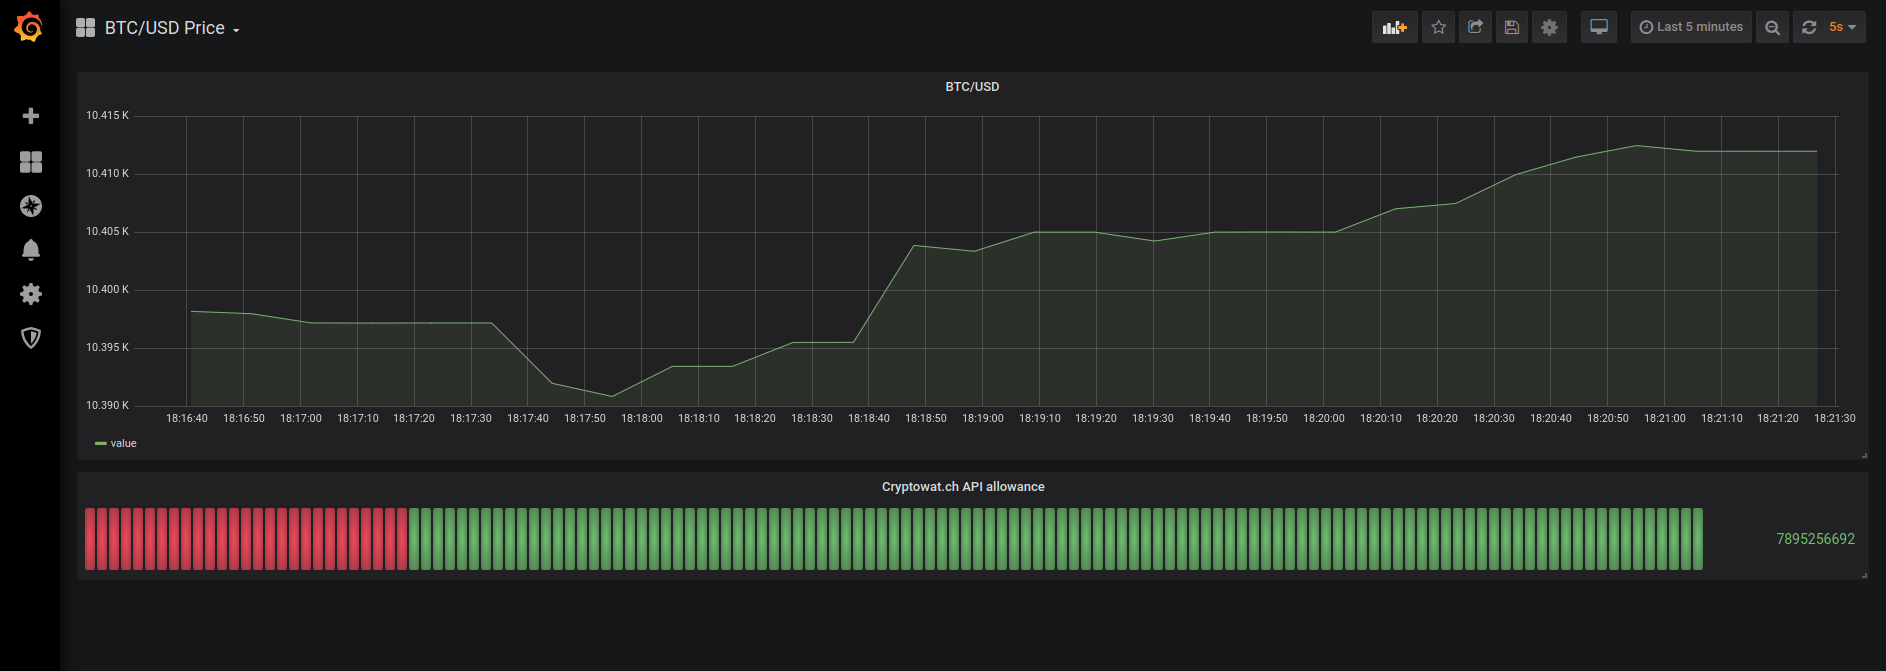 BTC/USD Price
Last 5 minutes
5s
BTC/USD
10.415 K
10.410 K
10.405 K
10.400 K
10.395 K
10.390 K
18:16:40 18:16:50 18:17:00 18:17:10 18:17:20 18:17:30 18:17:40 18:17:50 18:18:00 18:18:10 18:18:20 18:18:30 18:18:40 18:18:50 18:19:00 18:19:10 18:19:20 18:19:30 18:19:40 18:19:50 18:20:00 18:20:10 18:20:20 18:20:30 18:20:40 18:20:50 18:21:00 18:21:10 18:21:20 18:21:30
value
Cryptowat.ch API allowance
7895256692